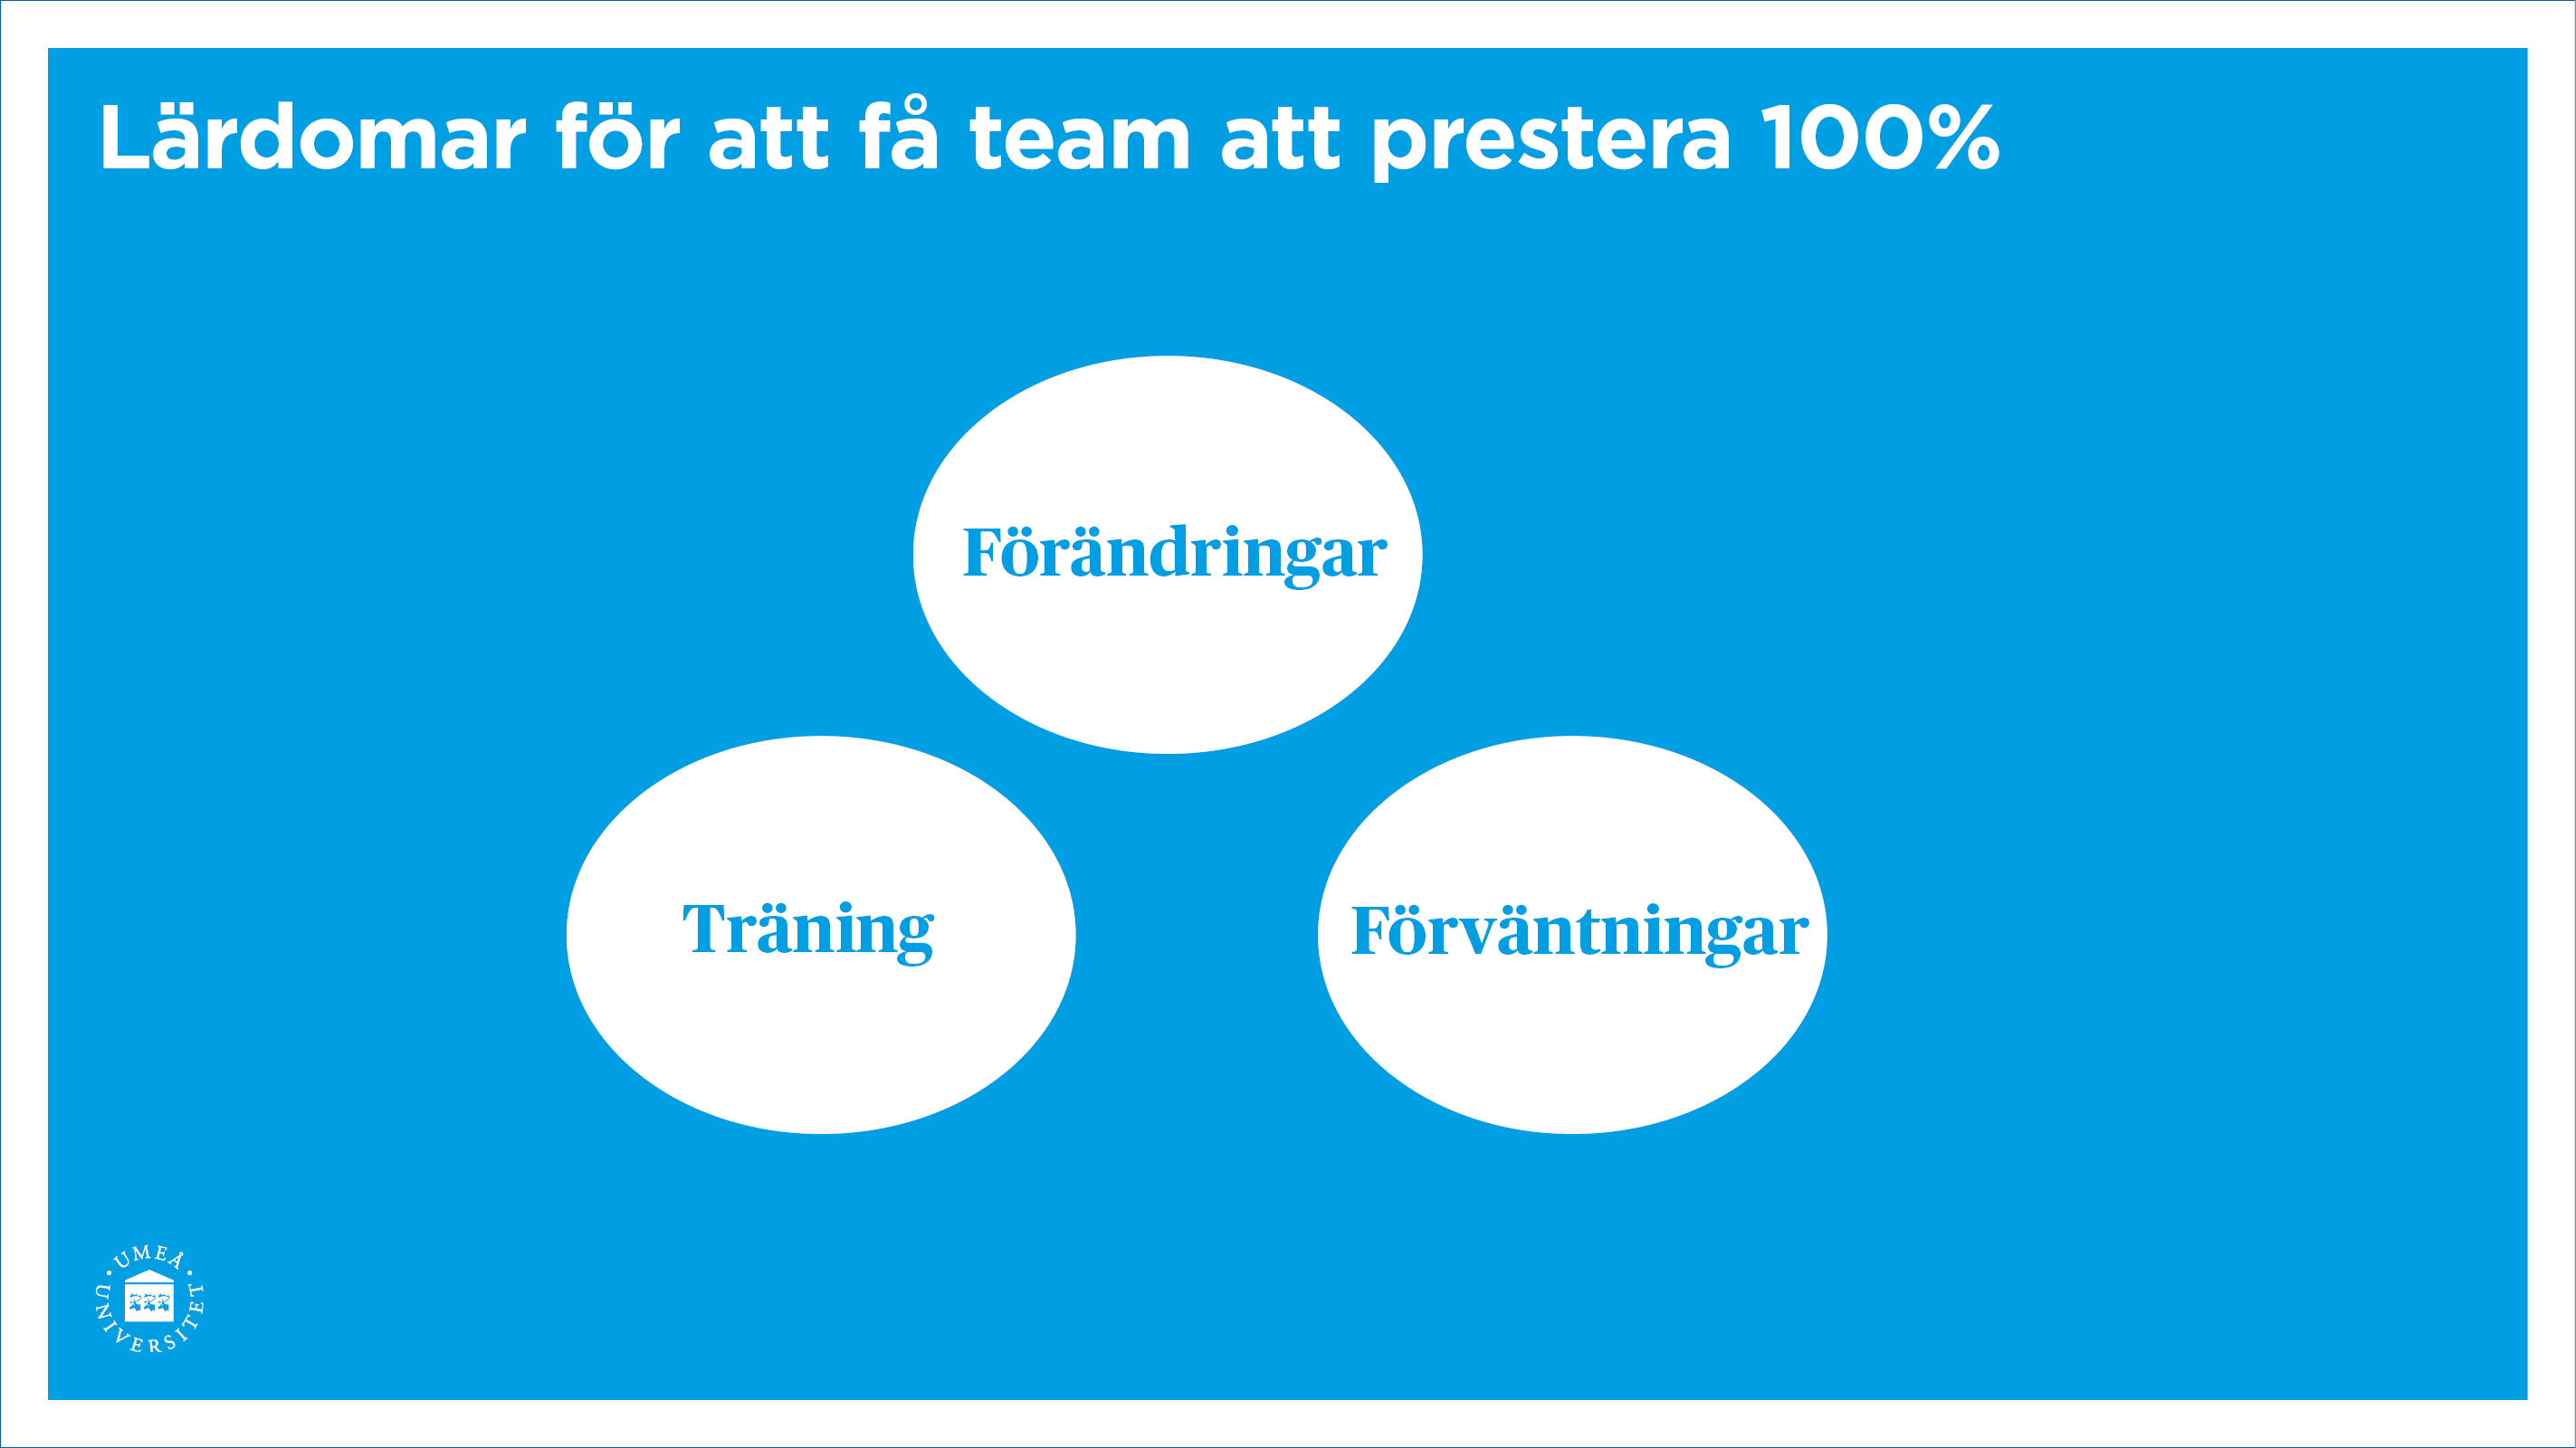 Lärdomar för att få team att prestera 100%
Förändringar
Träning
Förväntningar
UMEÅ UNIVERSITET